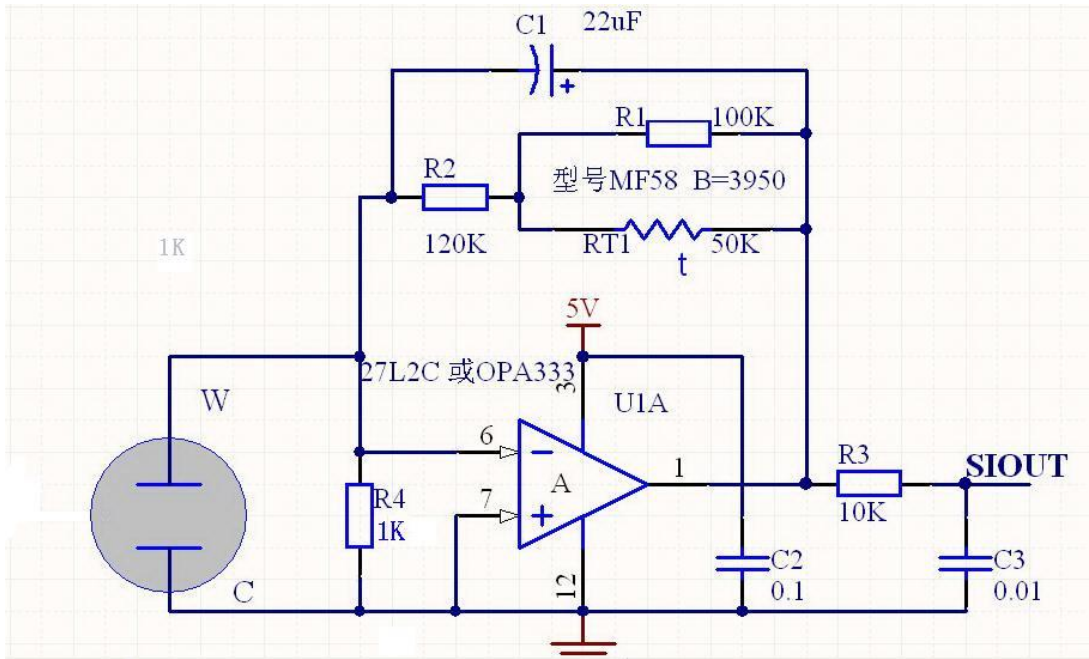 C1 22uF
R1 100K
R2
型号MF58 B=3950
120K
RT1 50K
t
1K
5V
27L2C 或OPA333
3
U1A
W
6
7
A
1
R3
SIOUT
10K
R4
1K
12
C2
0.1
C3
0.01
C